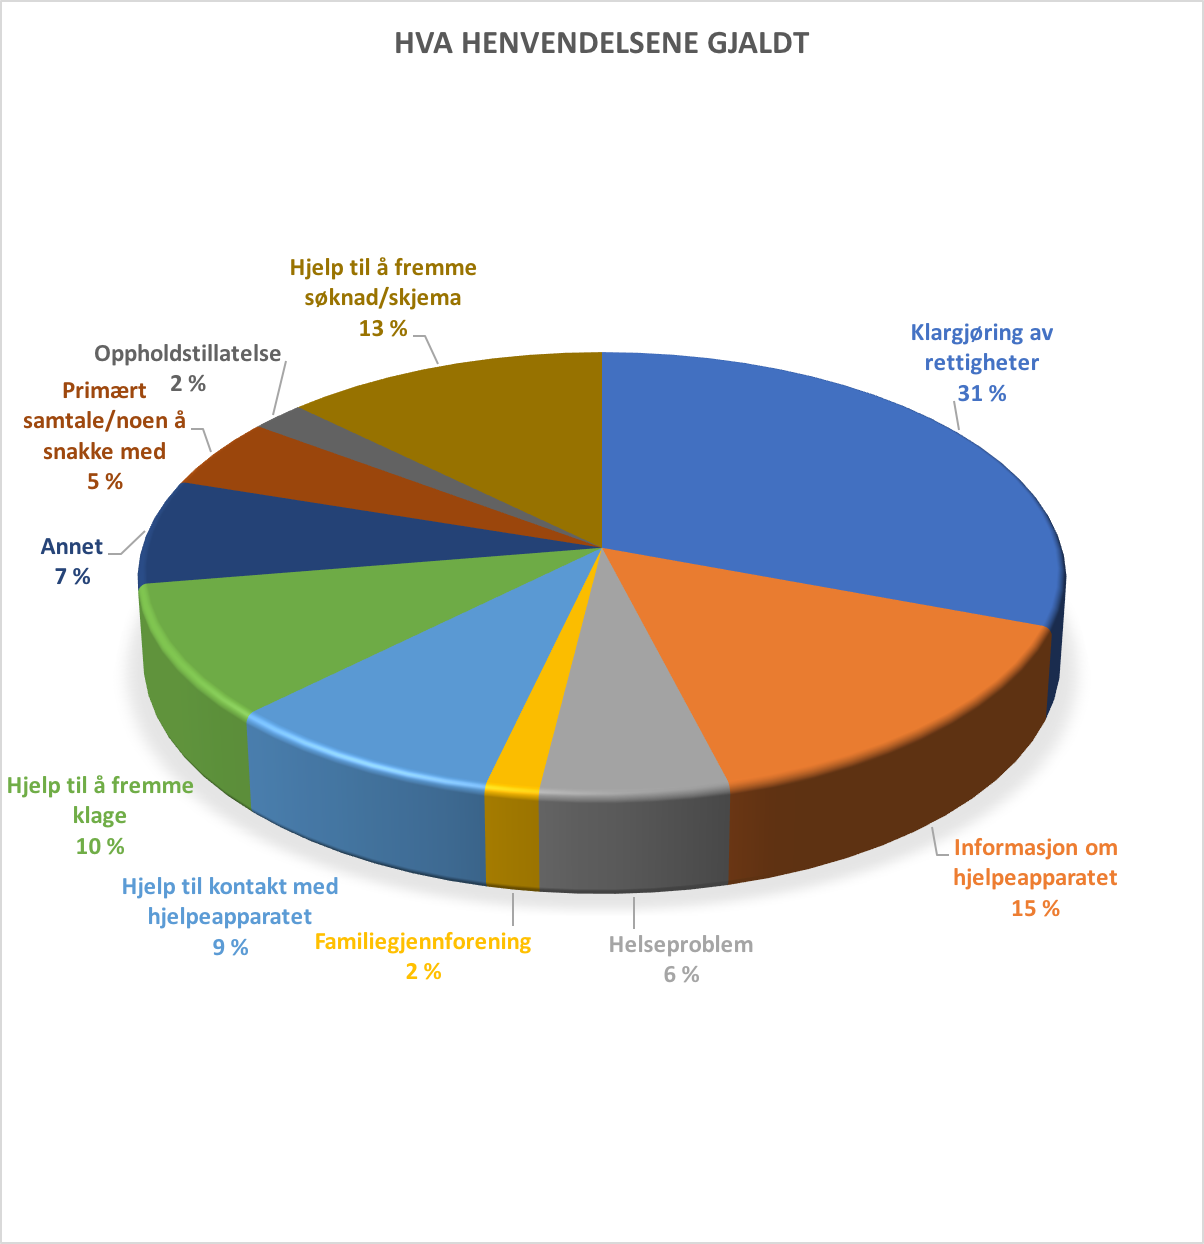 HVA HENVENDELSENE GJALDT
Hjelp til å fremme
søknad/skjema
13 %
Klargjøring av
rettigheter
31 %
Oppholdstillatelse
2 %
Primært
samtale/noen å
snakke med
5 %
Annet
7 %
Hjelp til å fremme
klage
10 %
Hjelp til kontakt med
hjelpeapparatet
9 %
Familiegjennforening
2 %
Helseproblem
6 %
Informasjon om
hjelpeapparatet
15 %